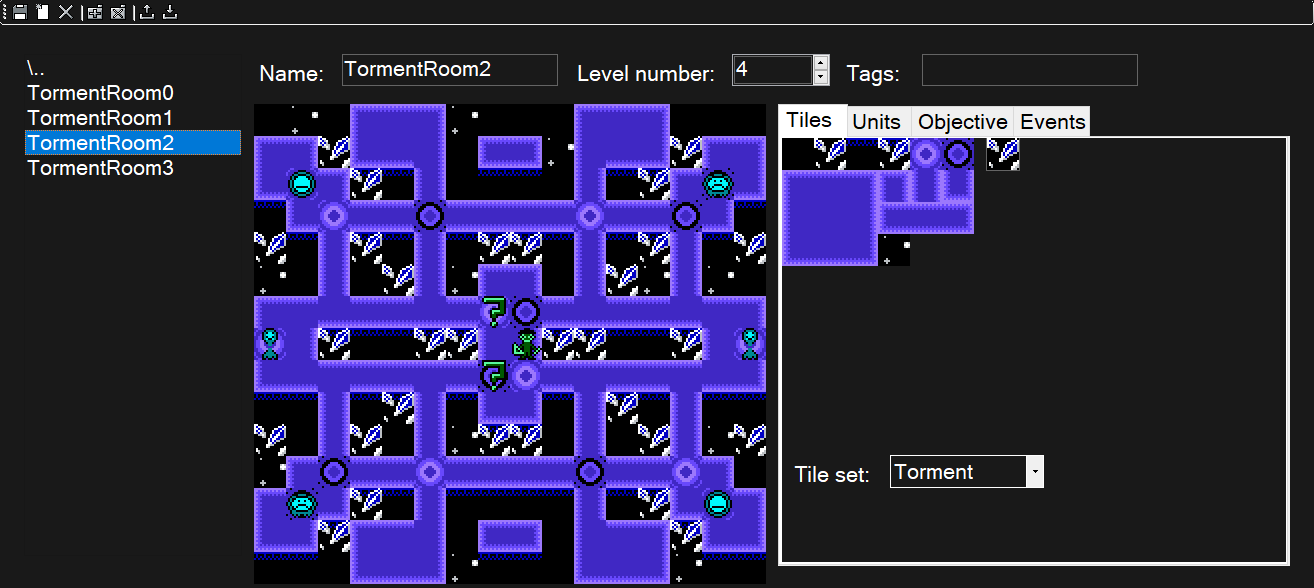 \..
TormentRoom0
TormentRoom1
TormentRoom2
TormentRoom3
Name: TormentRoom2 Level number: 4 Tags:
Tiles Units Objective Events
Tile set: Torment